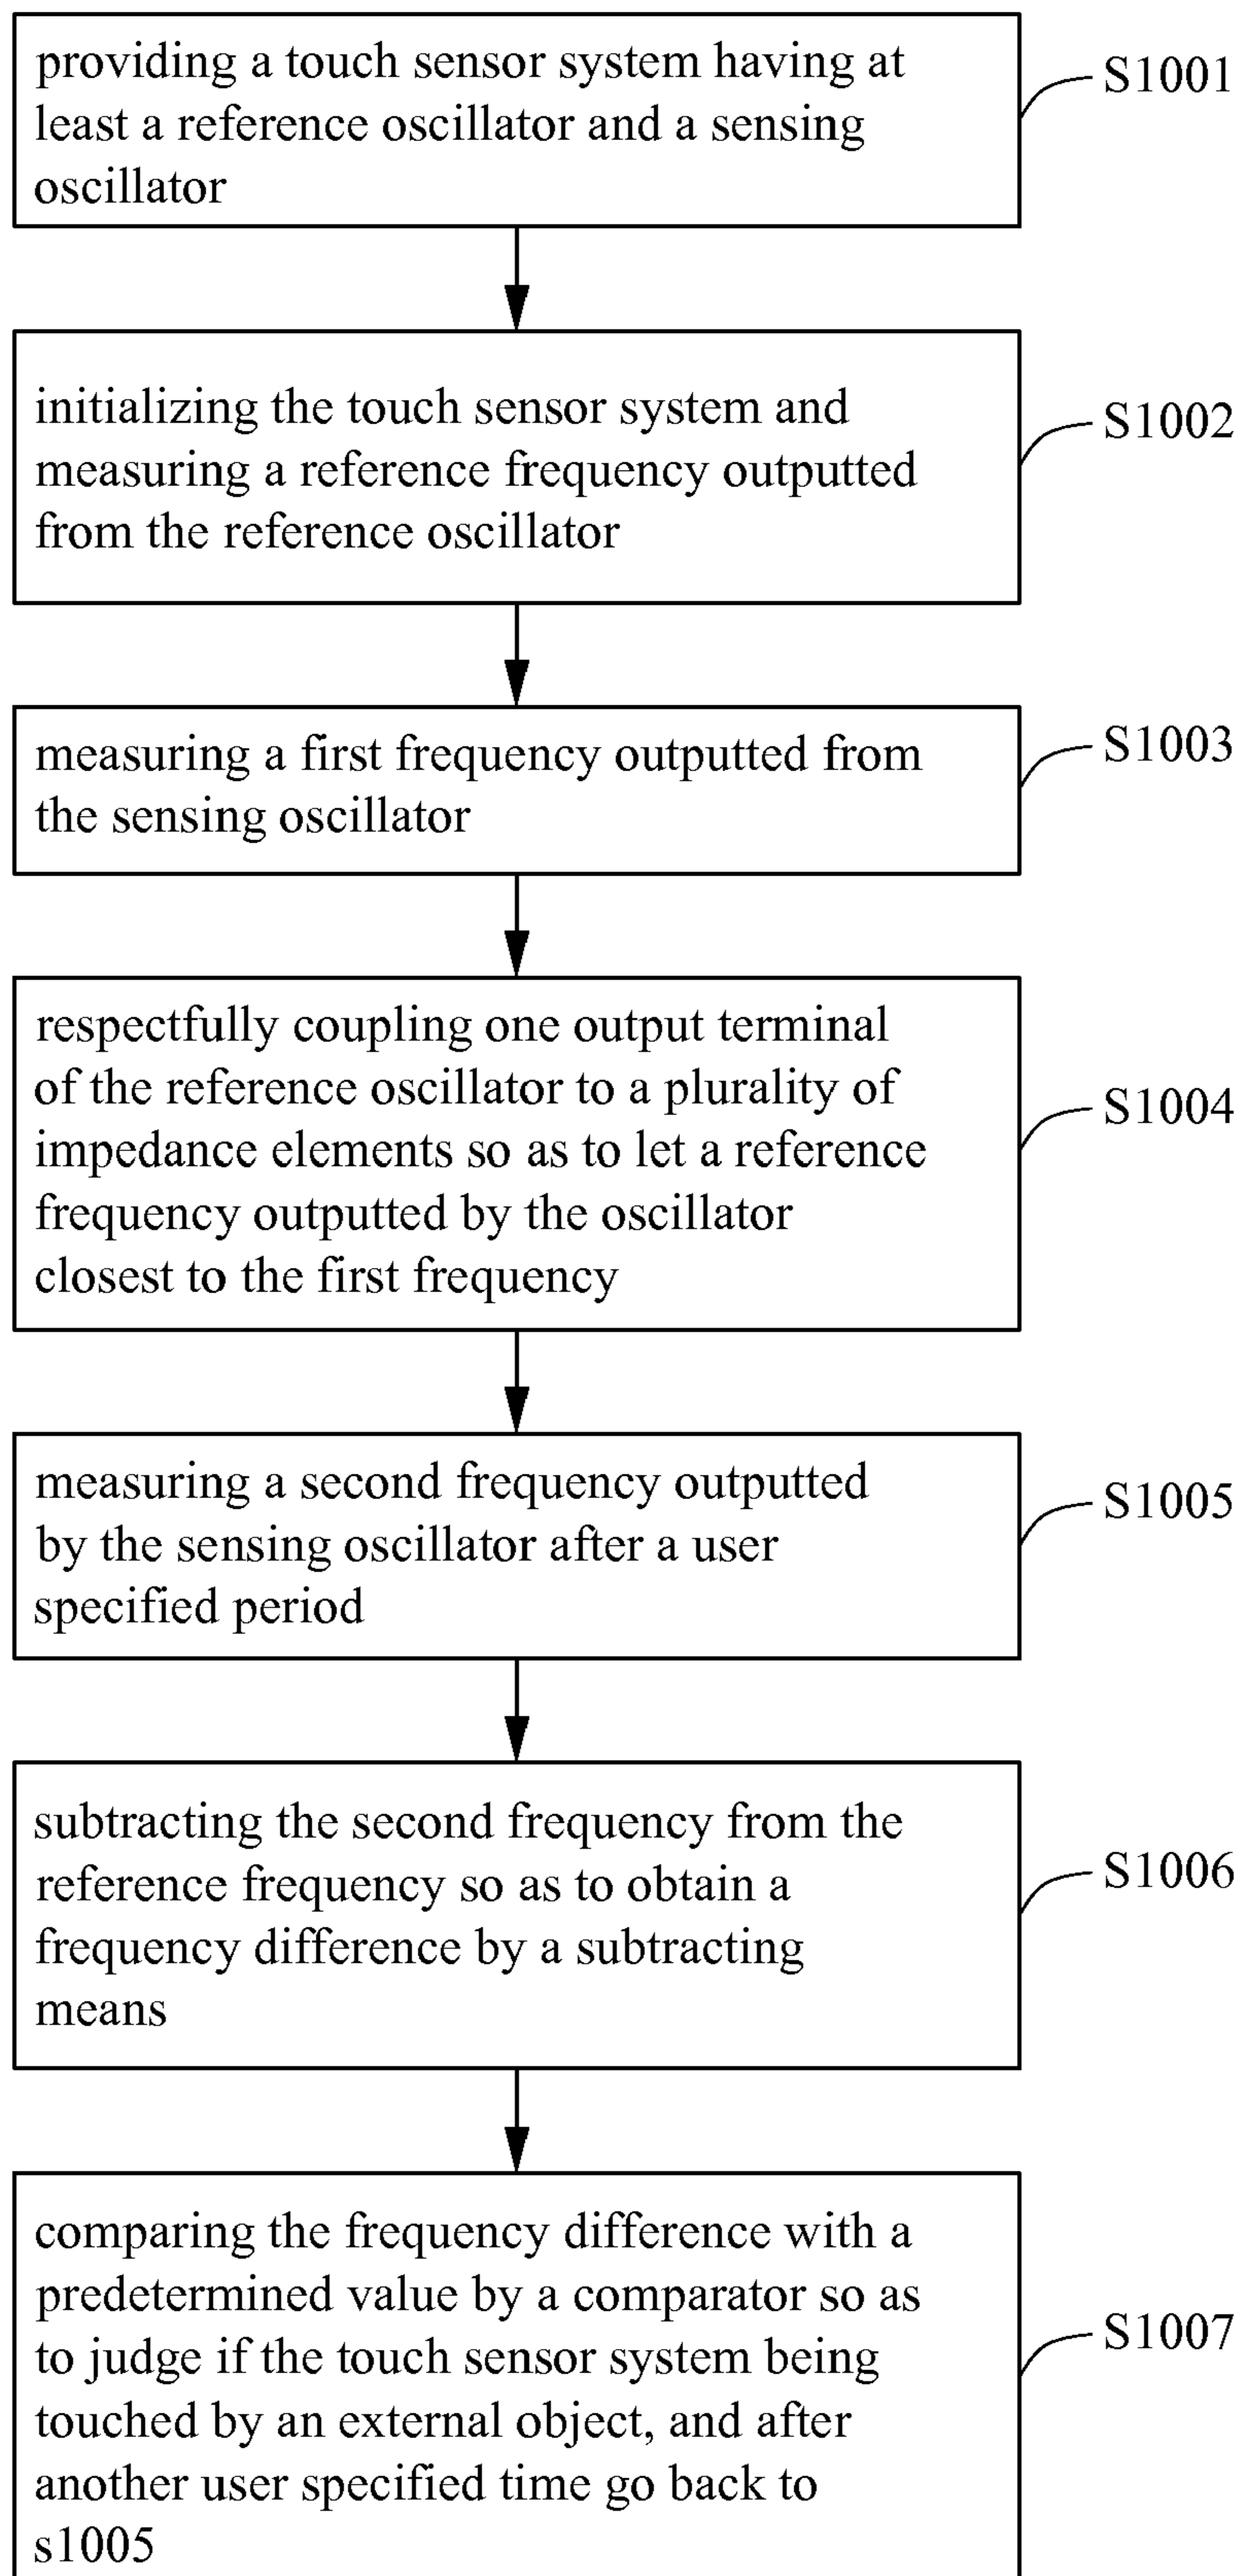 providing a touch sensor system having at
least a reference oscillator and a sensing
oscillator
S1001
initializing the touch sensor system and
measuring a reference frequency outputted
from the reference oscillator
S1002
measuring a first frequency outputted from
the sensing oscillator
S1003
respectfully coupling one output terminal
of the reference oscillator to a plurality of
impedance elements so as to let a reference
frequency outputted by the oscillator
closest to the first frequency
S1004
measuring a second frequency outputted
by the sensing oscillator after a user
specified period
S1005
subtracting the second frequency from the
reference frequency so as to obtain a
frequency difference by a subtracting
means
S1006
comparing the frequency difference with a
predetermined value by a comparator so as
to judge if the touch sensor system being
touched by an external object, and after
another user specified time go back to
s1005
S1007